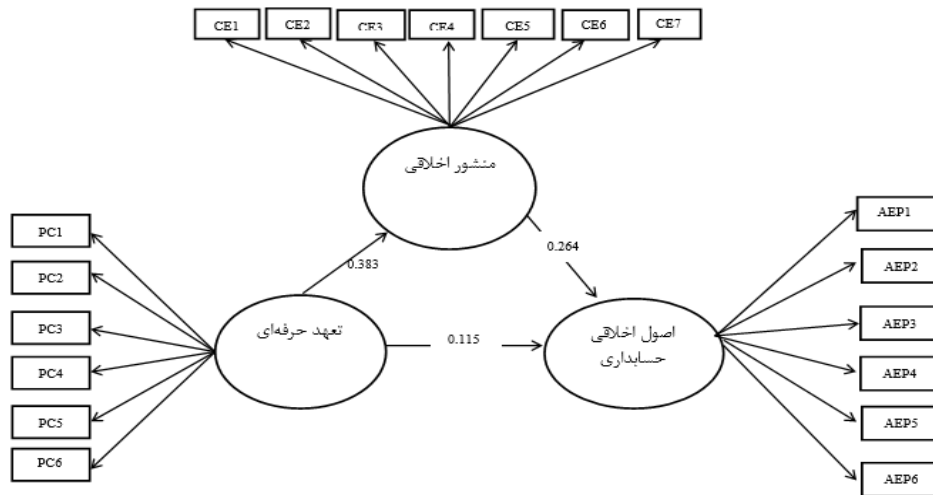 CE1 CE2 CE3 CE4 CE5 CE6 CE7
منشور اخلاقی
PC1
PC2
PC3
PC4
PC5
PC6
0.383
0.264
تعهد حرفه‌ای
0.115
اصول اخلاقی
حسابداری
AEP1
AEP2
AEP3
AEP4
AEP5
AEP6